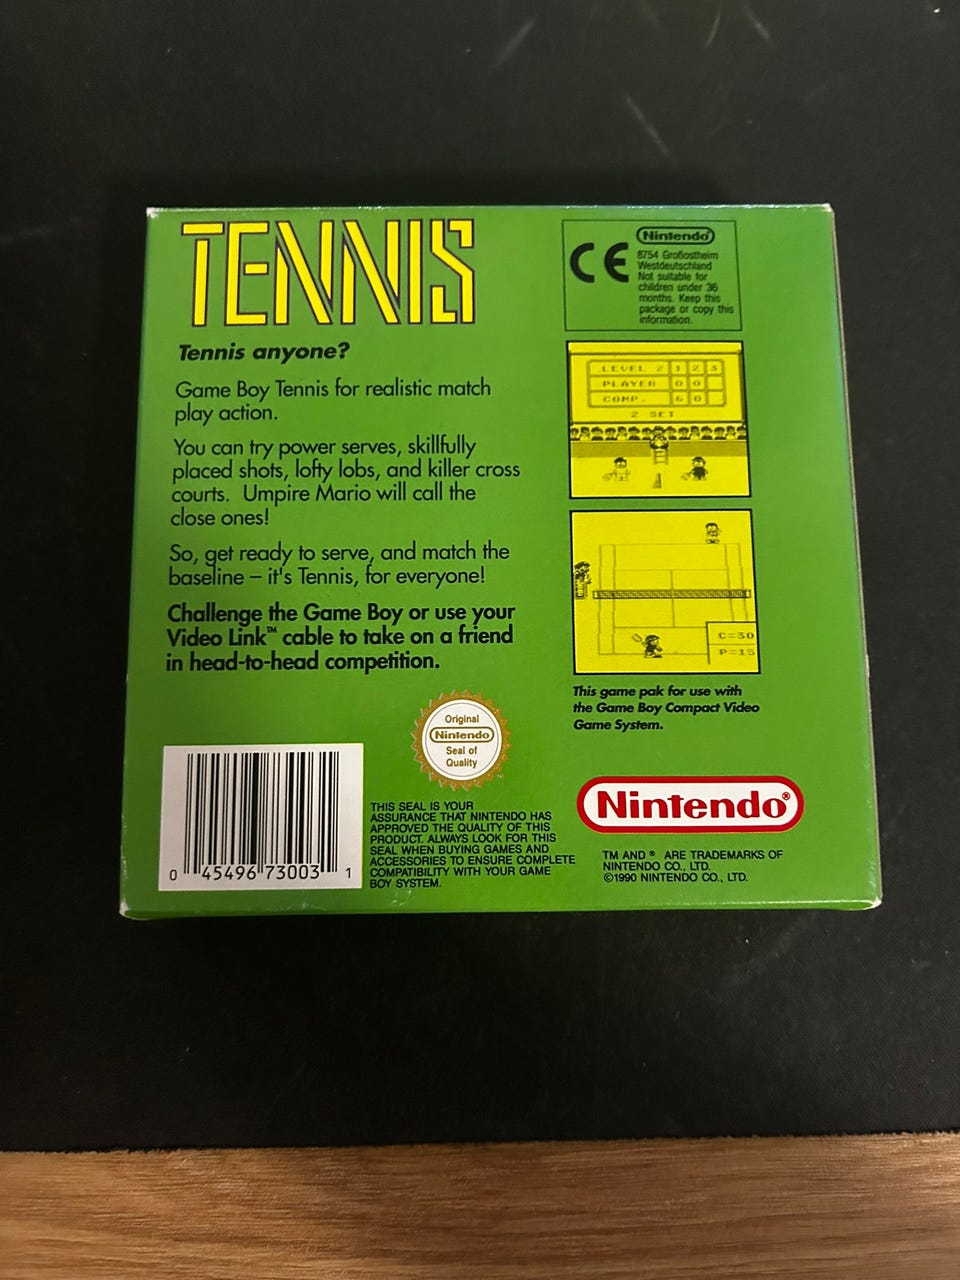 TENNIS
Tennis anyone?
Game Boy Tennis for realistic match
play action.
You can try power serves, skillfully
placed shots, lofty lobs, and killer cross
courts. Umpire Mario will call the
close ones!
So, get ready to serve, and match the
baseline – it's Tennis, for everyone!
Challenge the Game Boy or use your
Video Link™ cable to take on a friend
in head-to-head competition.
CE
Nintendo
8754 Großostheim
Westdeutschland
Not suitable for
children under 36
months. Keep this
package or copy this
information.
LEVEL 2 1 2 3
PLAYER 0 0
COMP. 6 0
2 SET
C=30
P=15
This game pak for use with
the Game Boy Compact Video
Game System.
Original
Nintendo
Seal of
Quality
THIS SEAL IS YOUR
ASSURANCE THAT NINTENDO HAS
APPROVED THE QUALITY OF THIS
PRODUCT. ALWAYS LOOK FOR THIS
SEAL WHEN BUYING GAMES AND
ACCESSORIES TO ENSURE COMPLETE
COMPATIBILITY WITH YOUR GAME
BOY SYSTEM.
0 45496 73003 1
Nintendo®
TM AND ® ARE TRADEMARKS OF
NINTENDO CO., LTD.
©1990 NINTENDO CO., LTD.